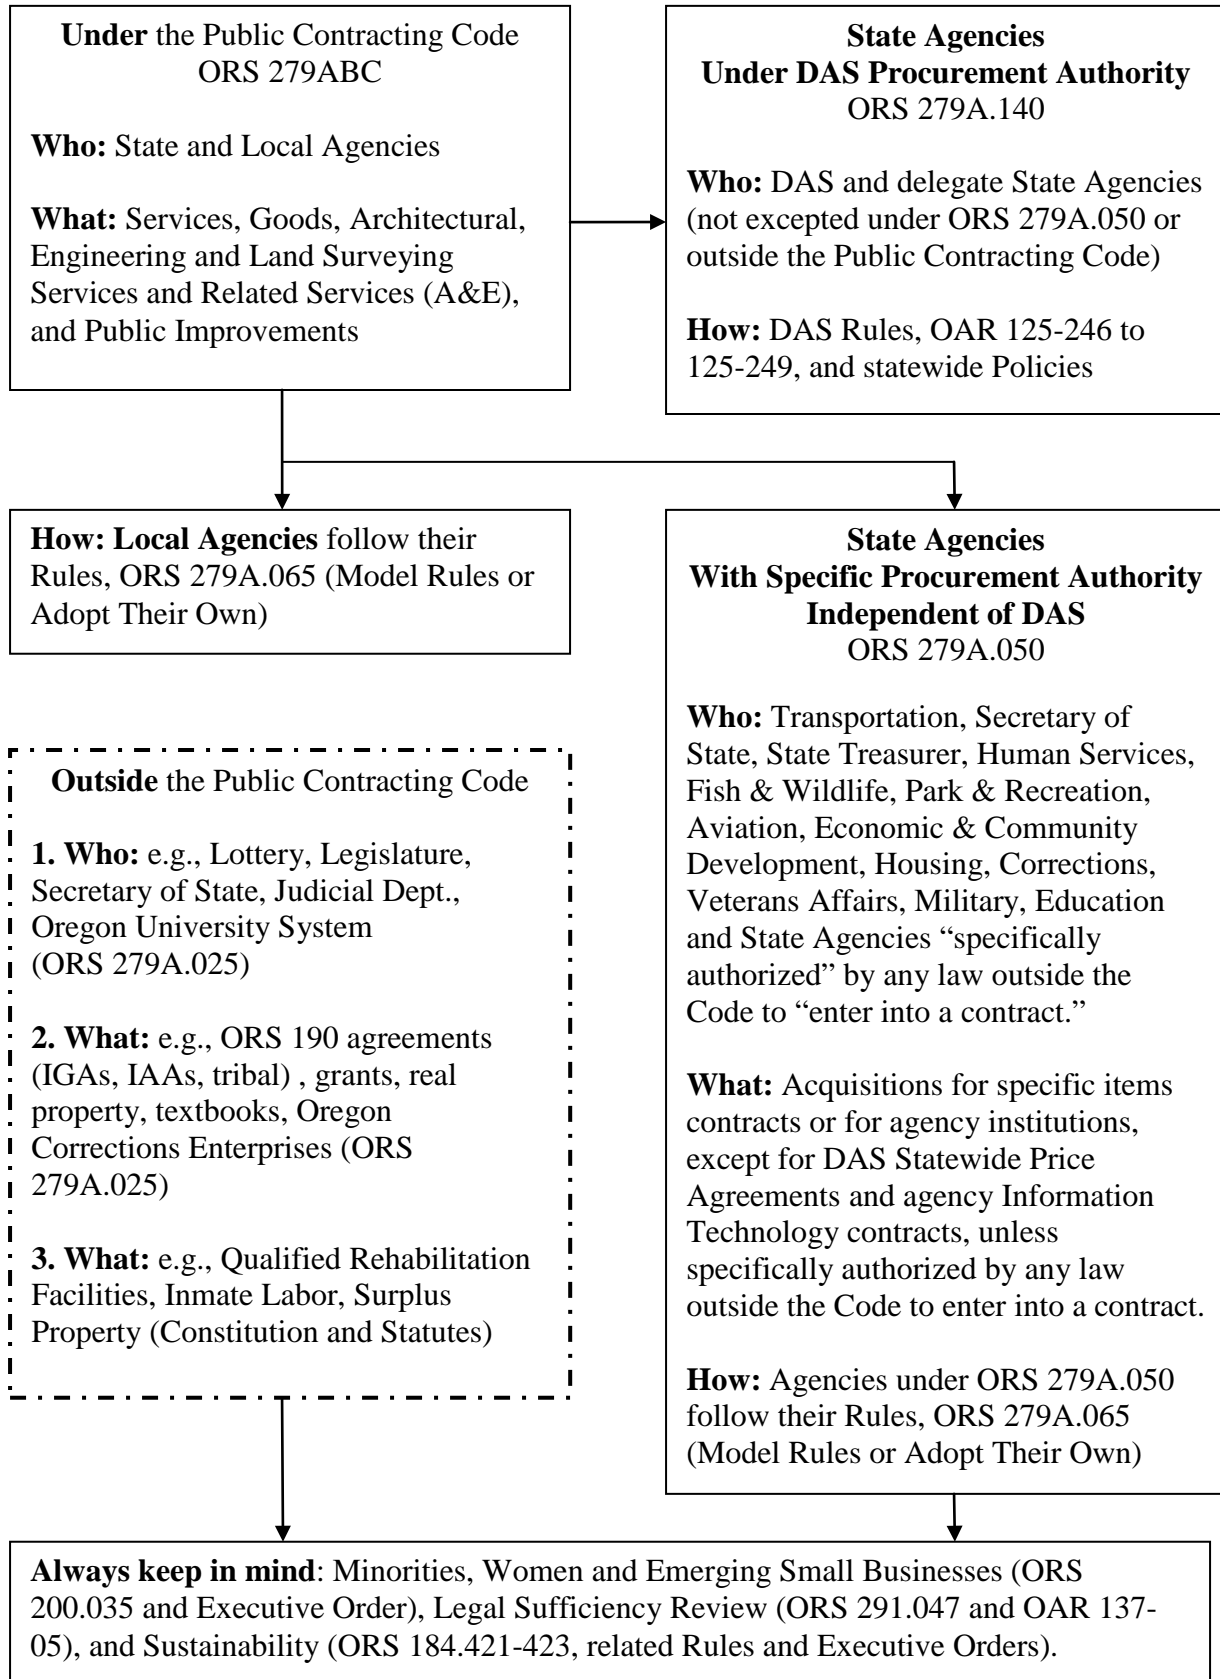 Under the Public Contracting Code
ORS 279ABC
Who: State and Local Agencies
What: Services, Goods, Architectural,
Engineering and Land Surveying
Services and Related Services (A&E),
and Public Improvements
State Agencies
Under DAS Procurement Authority
ORS 279A.140
Who: DAS and delegate State Agencies
(not excepted under ORS 279A.050 or
outside the Public Contracting Code)
How: DAS Rules, OAR 125-246 to
125-249, and statewide Policies
How: Local Agencies follow their
Rules, ORS 279A.065 (Model Rules or
Adopt Their Own)
State Agencies
With Specific Procurement Authority
Independent of DAS
ORS 279A.050
Who: Transportation, Secretary of
State, State Treasurer, Human Services,
Fish & Wildlife, Park & Recreation,
Aviation, Economic & Community
Development, Housing, Corrections,
Veterans Affairs, Military, Education
and State Agencies “specifically
authorized” by any law outside the
Code to “enter into a contract.”
What: Acquisitions for specific items
contracts or for agency institutions,
except for DAS Statewide Price
Agreements and agency Information
Technology contracts, unless
specifically authorized by any law
outside the Code to enter into a contract.
How: Agencies under ORS 279A.050
follow their Rules, ORS 279A.065
(Model Rules or Adopt Their Own)
Outside the Public Contracting Code
1. Who: e.g., Lottery, Legislature,
Secretary of State, Judicial Dept.,
Oregon University System
(ORS 279A.025)
2. What: e.g., ORS 190 agreements
(IGAs, IAAs, tribal) , grants, real
property, textbooks, Oregon
Corrections Enterprises (ORS
279A.025)
3. What: e.g., Qualified Rehabilitation
Facilities, Inmate Labor, Surplus
Property (Constitution and Statutes)
Always keep in mind: Minorities, Women and Emerging Small Businesses (ORS
200.035 and Executive Order), Legal Sufficiency Review (ORS 291.047 and OAR 137-
05), and Sustainability (ORS 184.421-423, related Rules and Executive Orders).